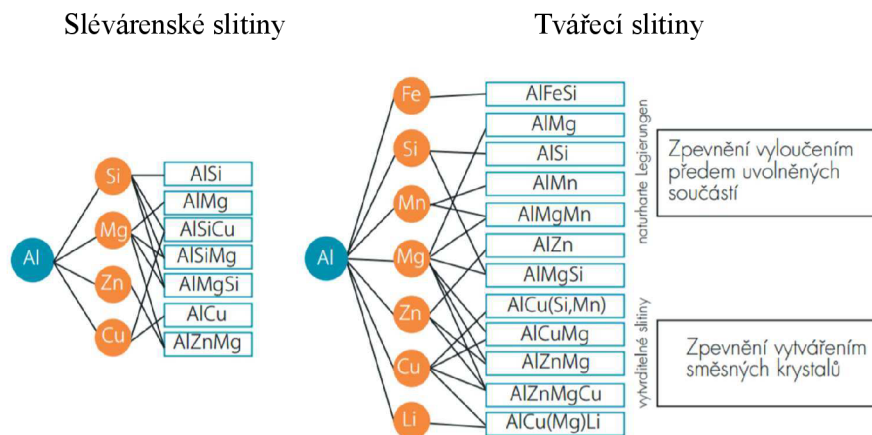 Slévárenské slitiny
Al
Si
Mg
Zn
Cu
AlSi
AlMg
AlSiCu
AlSiMg
AlMgSi
AlCu
AlZnMg
Tvářecí slitiny
Al
Fe
Si
Mn
Mg
Zn
Cu
Li
AlFeSi
AlMg
AlSi
AlMn
AlMgMn
AlZn
AlMgSi
AlCu(Si,Mn)
AlCuMg
AlZnMg
AlZnMgCu
AlCu(Mg)Li
naturharte Legierungen
vytvrditelné slitiny
Zpevnění vyloučením
předem uvolněných
součástí
Zpevnění vytvářením
směsných krystalů